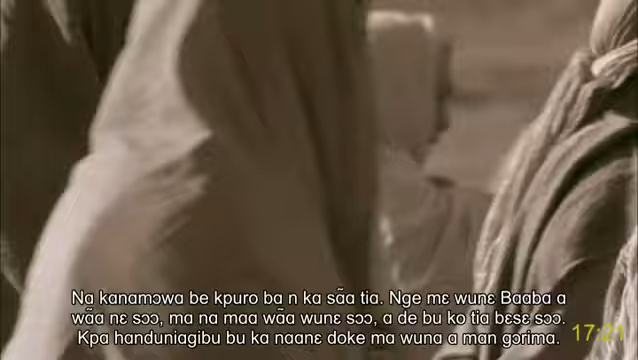 Na kanamɔwa be kpuro ba n ka sãa tia. Nge mɛ wunɛ Baaba a
wãa nɛ sɔɔ, ma na maa wãa wunɛ sɔɔ, a de bu ko tia bɛsɛ sɔɔ.
Kpa handuniagibu bu ka naanɛ doke ma wuna a man gɔrima.
17:21